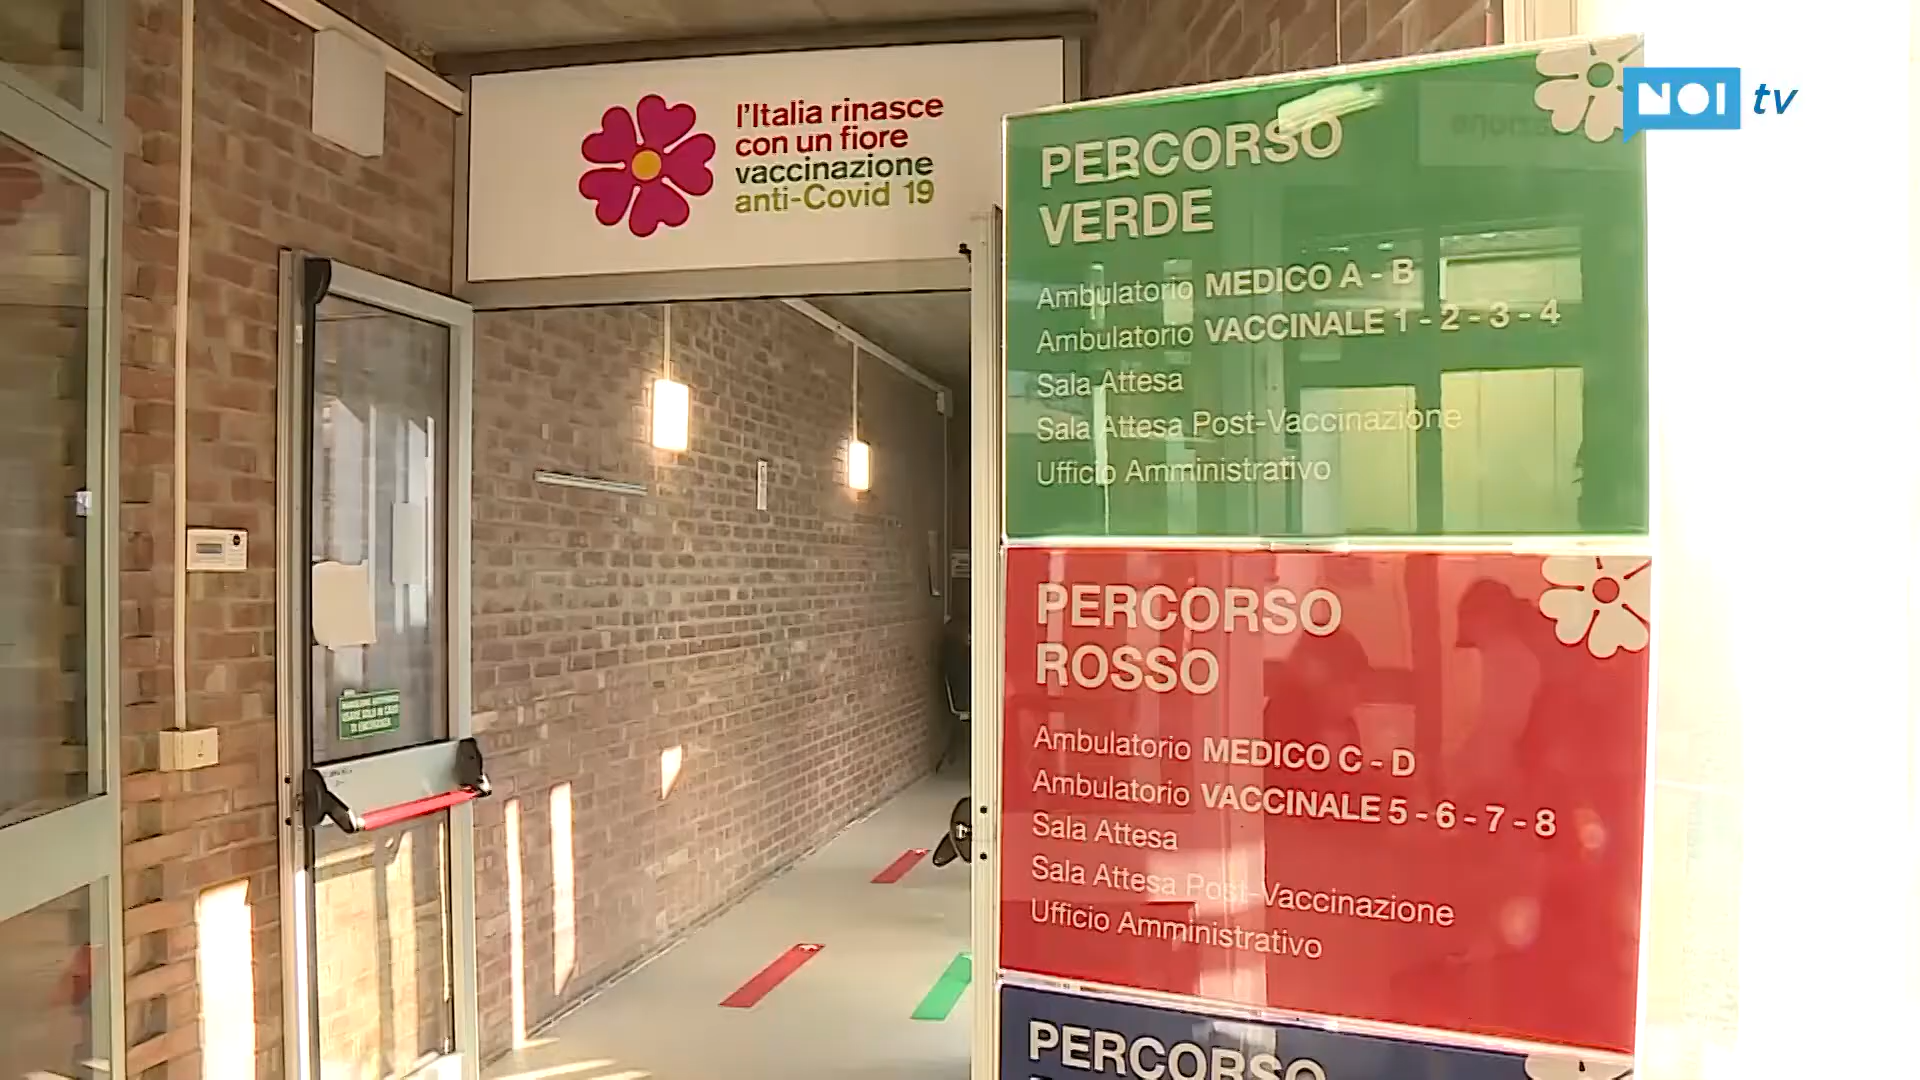 l'Italia rinasce
con un fiore
vaccinazione
anti-Covid 19
NOI tv
PERCORSO
VERDE
Ambulatorio MEDICO A - B
Ambulatorio VACCINALE 1 - 2 - 3 - 4
Sala Attesa
Sala Attesa Post-Vaccinazione
Ufficio Amministrativo
PERCORSO
ROSSO
Ambulatorio MEDICO C - D
Ambulatorio VACCINALE 5 - 6 - 7 - 8
Sala Attesa
Sala Attesa Post-Vaccinazione
Ufficio Amministrativo
PERCORSO